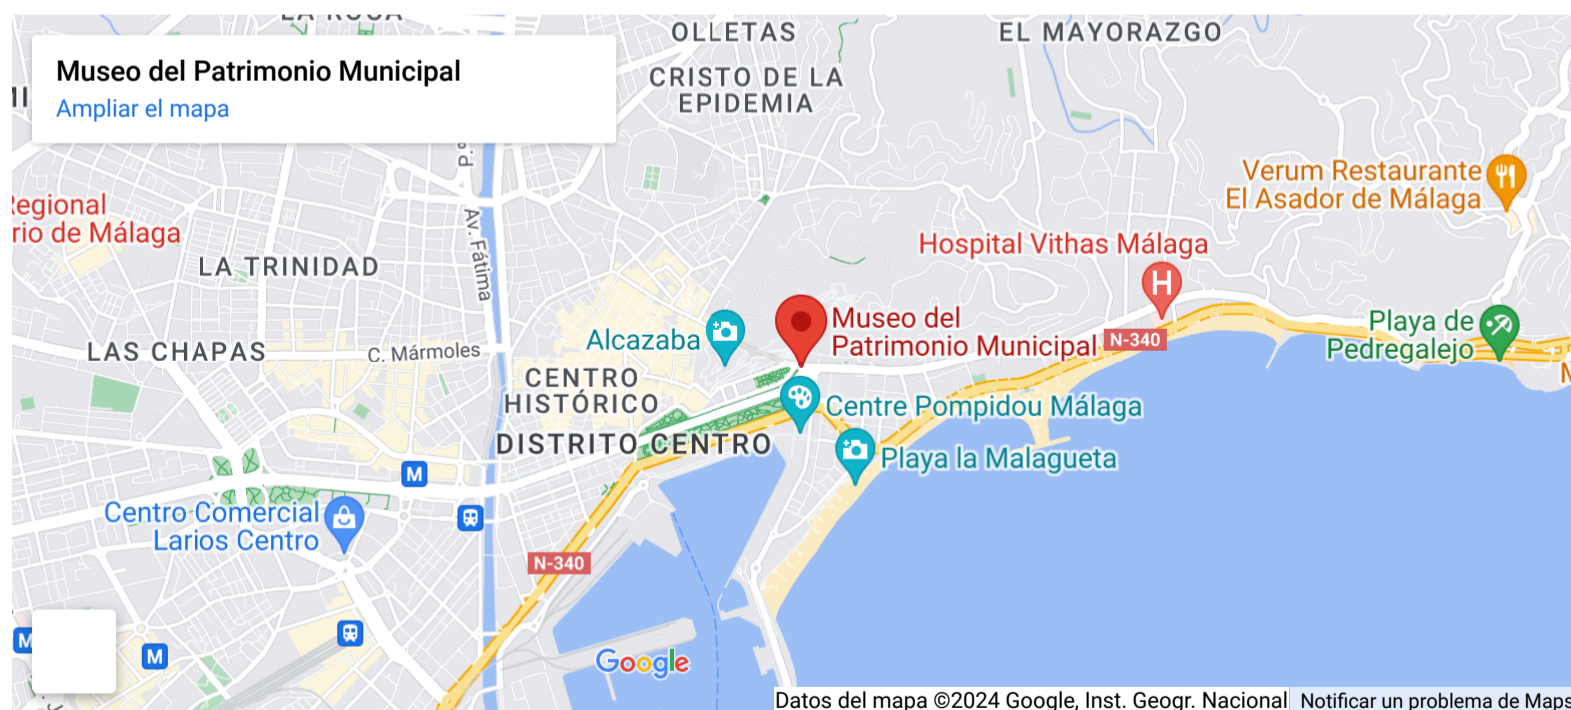 OLLETAS
EL MAYORAZGO
Museo del Patrimonio Municipal
Ampliar el mapa
CRISTO DE LA
EPIDEMIA
Verum Restaurante
El Asador de Málaga
Av. Fátima
rio de Málaga
Hospital Vithas Málaga
H
LA TRINIDAD
Alcazaba
Museo del
Patrimonio Municipal
N-340
Playa de
Pedregalejo
LAS CHAPAS
C. Mármoles
CENTRO
HISTÓRICO
Centre Pompidou Málaga
DISTRITO CENTRO
Playa la Malagueta
M
Centro Comercial
Larios Centro
N-340
M
M
Google
Datos del mapa ©2024 Google, Inst. Geogr. Nacional
Notificar un problema de Maps